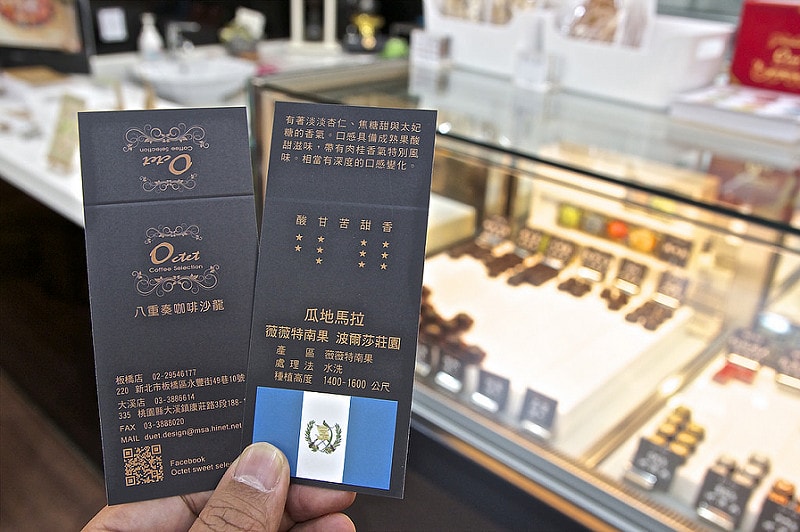 Octet
Coffee Selection
Octet
Coffee Selection
八重奏咖啡沙龍
板橋店 02-29546177
220 新北市板橋區永豐街49巷10號
大溪店 03-3886614
335 桃園縣大溪鎮康莊路3段188-
FAX 03-3888020
MAIL duet.design@msa.hinet.net
Facebook
Octet sweet sele
有著淡淡杏仁、焦糖甜與太妃
糖的香氣。口感具備成熟果酸
甜滋味，帶有肉桂香氣特別風
味。相當有深度的口感變化。
酸 甘 苦 甜 香
★ ★ ★ ★
★ ★ ★ ★
★ ★ ★
瓜地馬拉
薇薇特南果 波爾莎莊園
產區 薇薇特南果
處理法 水洗
種植高度 1400-1600 公尺